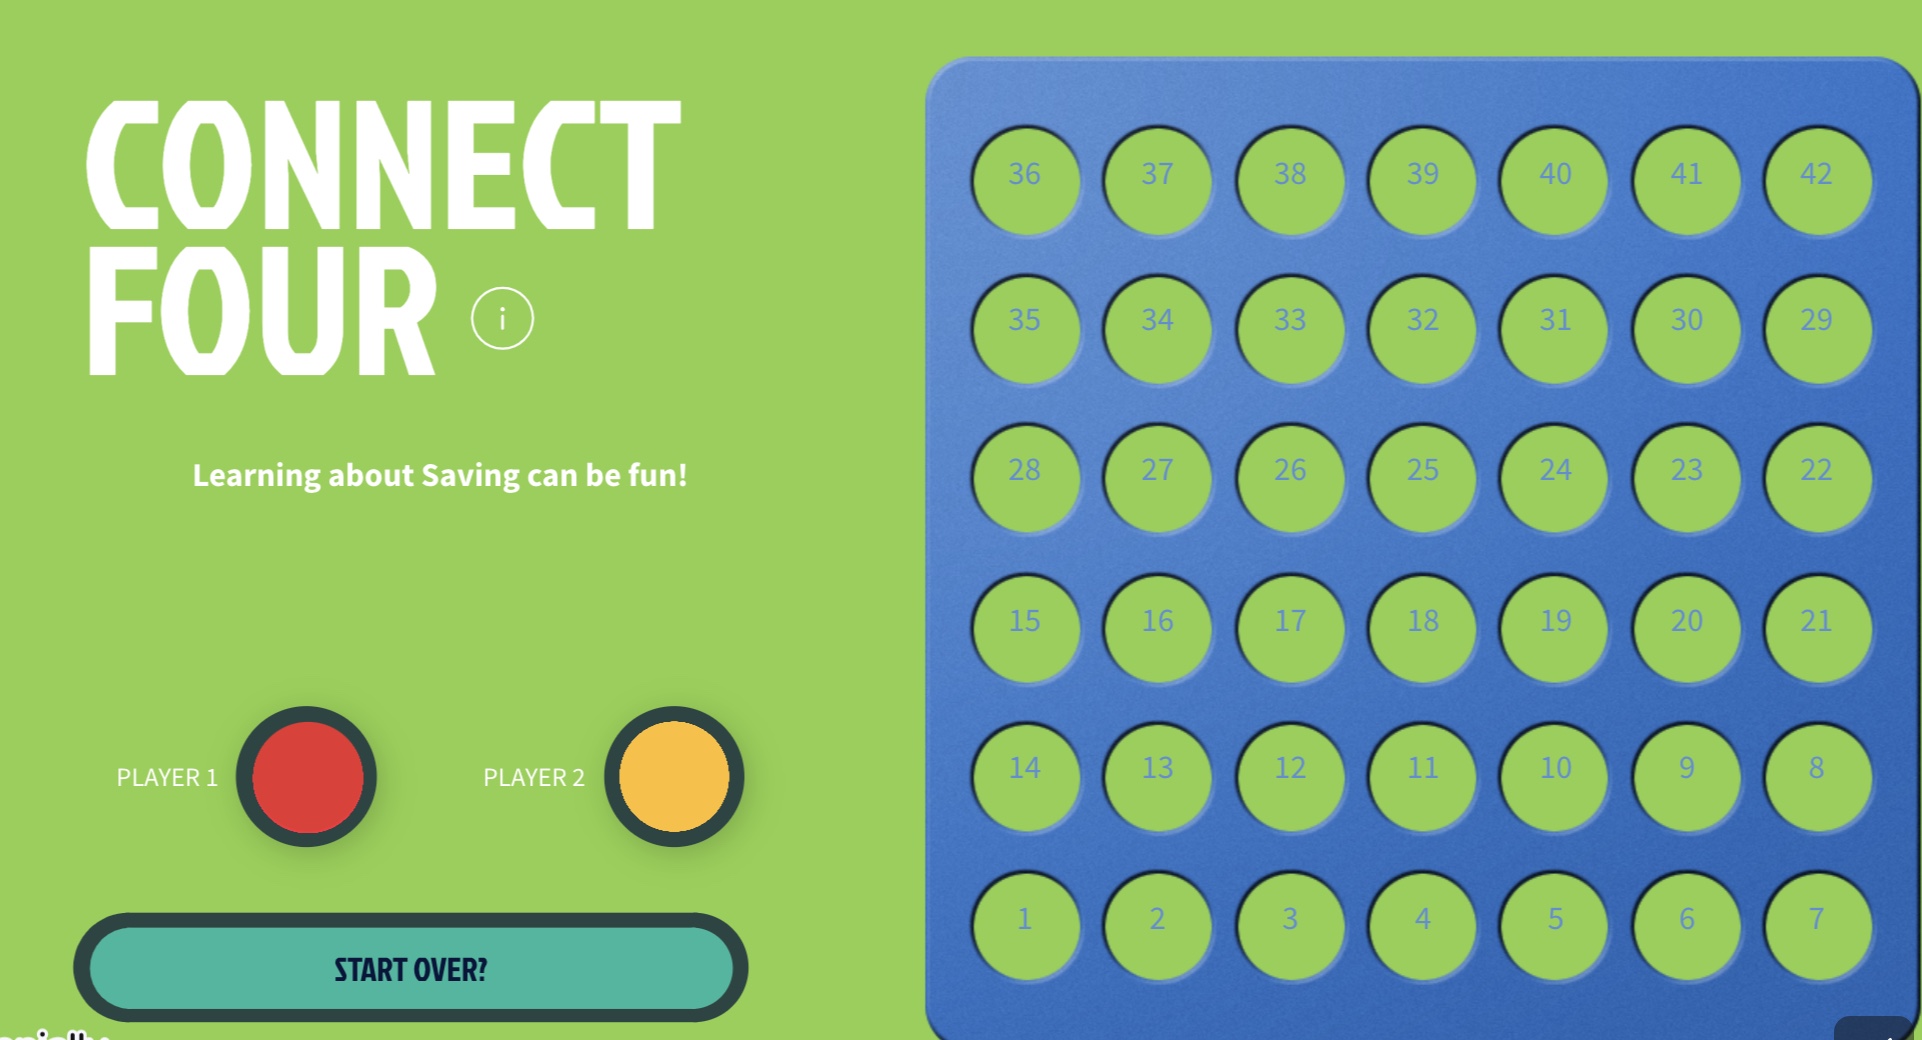 CONNECT
FOUR
i
Learning about Saving can be fun!
PLAYER 1
PLAYER 2
START OVER?
36 37 38 39 40 41 42
35 34 33 32 31 30 29
28 27 26 25 24 23 22
15 16 17 18 19 20 21
14 13 12 11 10 9 8
1 2 3 4 5 6 7